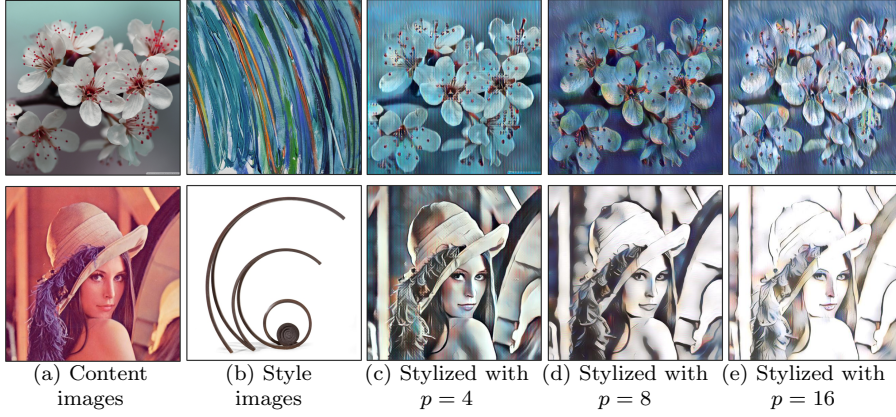 (a) Content
images
(b) Style
images
(c) Stylized with
p = 4
(d) Stylized with
p = 8
(e) Stylized with
p = 16